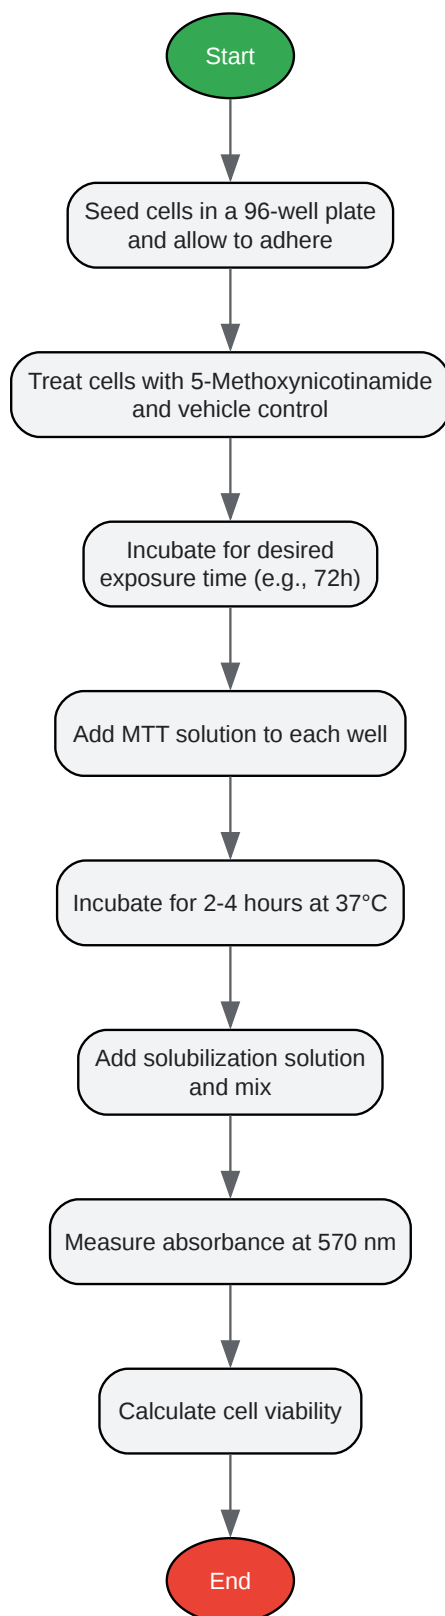 Start
Seed cells in a 96-well plate
and allow to adhere
Treat cells with 5-Methoxynicotinamide
and vehicle control
Incubate for desired
exposure time (e.g., 72h)
Add MTT solution to each well
Incubate for 2-4 hours at 37°C
Add solubilization solution
and mix
Measure absorbance at 570 nm
Calculate cell viability
End